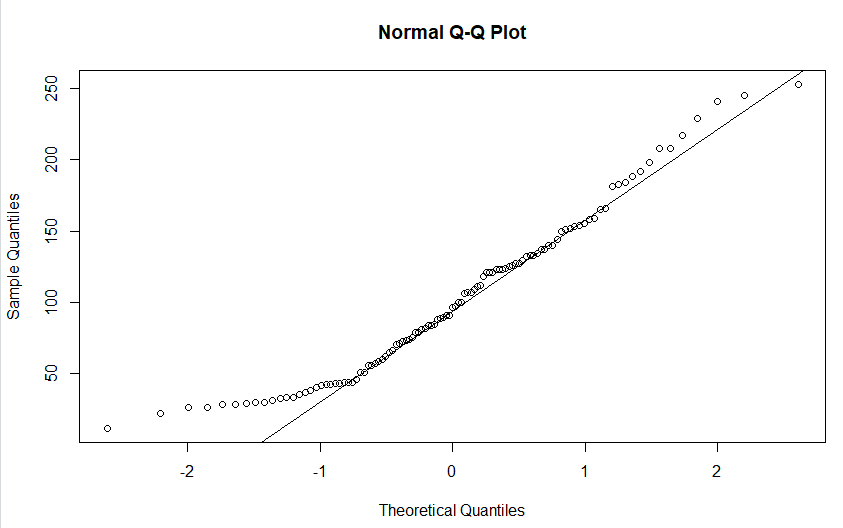 Normal Q-Q Plot
250
200
150
100
50
Sample Quantiles
-2 -1 0 1 2
Theoretical Quantiles